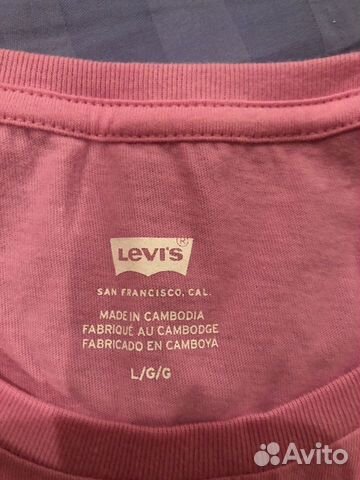 LEVI'S®
SAN FRANCISCO, CAL.
MADE IN CAMBODIA
FABRIQUÉ AU CAMBODGE
FABRICADO EN CAMBOYA
L/G/G
Avito